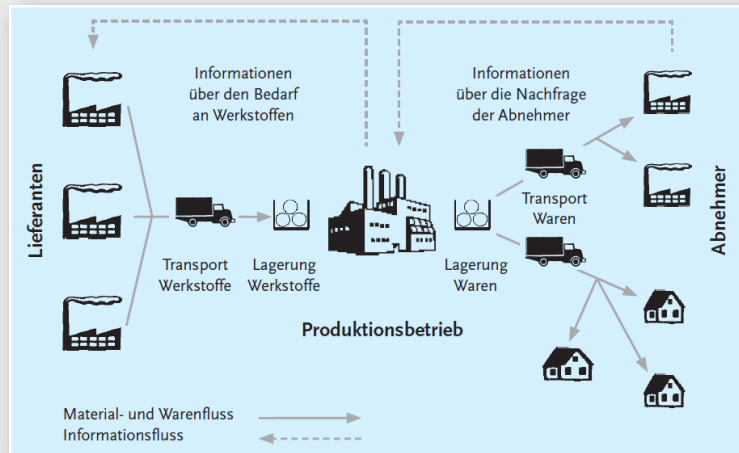 Informationen
über den Bedarf
an Werkstoffen
Informationen
über die Nachfrage
der Abnehmer
Lieferanten
Transport
Werkstoffe
Lagerung
Werkstoffe
Produktionsbetrieb
Lagerung
Waren
Transport
Waren
Abnehmer
Material- und Warenfluss
Informationsfluss